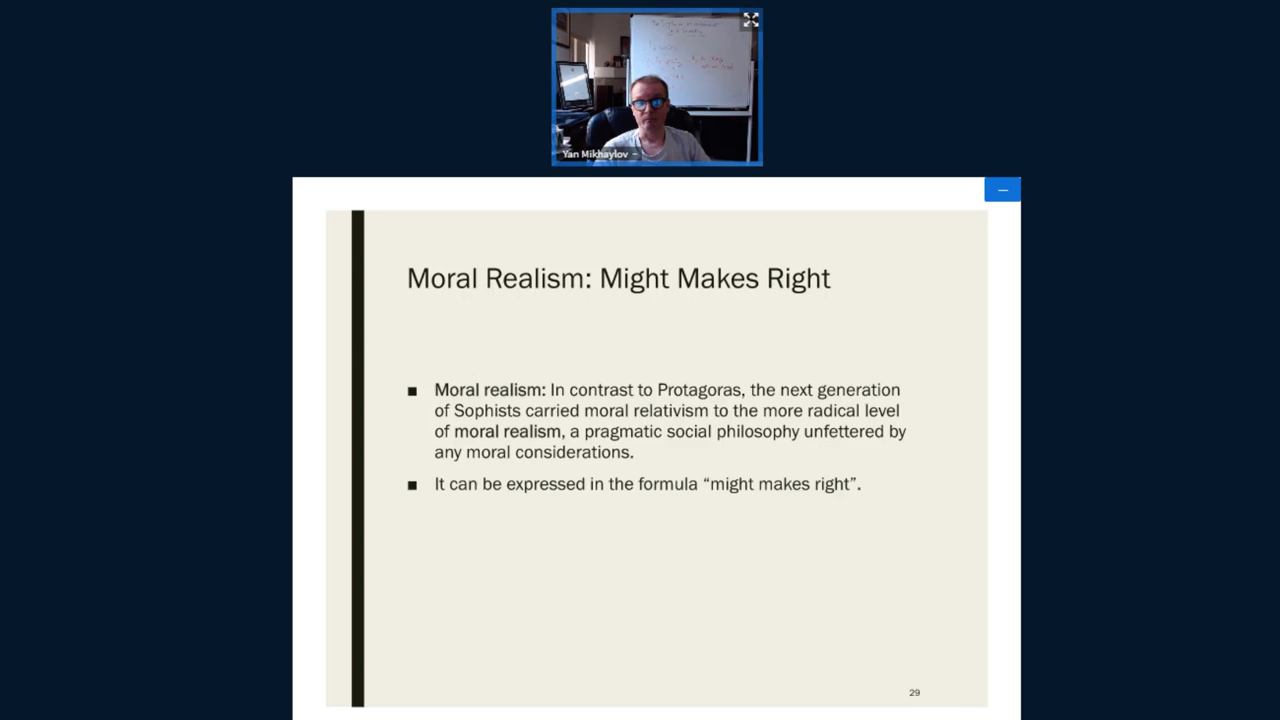 Yan Mikhaylov
Moral Realism: Might Makes Right
■ Moral realism: In contrast to Protagoras, the next generation
of Sophists carried moral relativism to the more radical level
of moral realism, a pragmatic social philosophy unfettered by
any moral considerations.
■ It can be expressed in the formula “might makes right”.
29